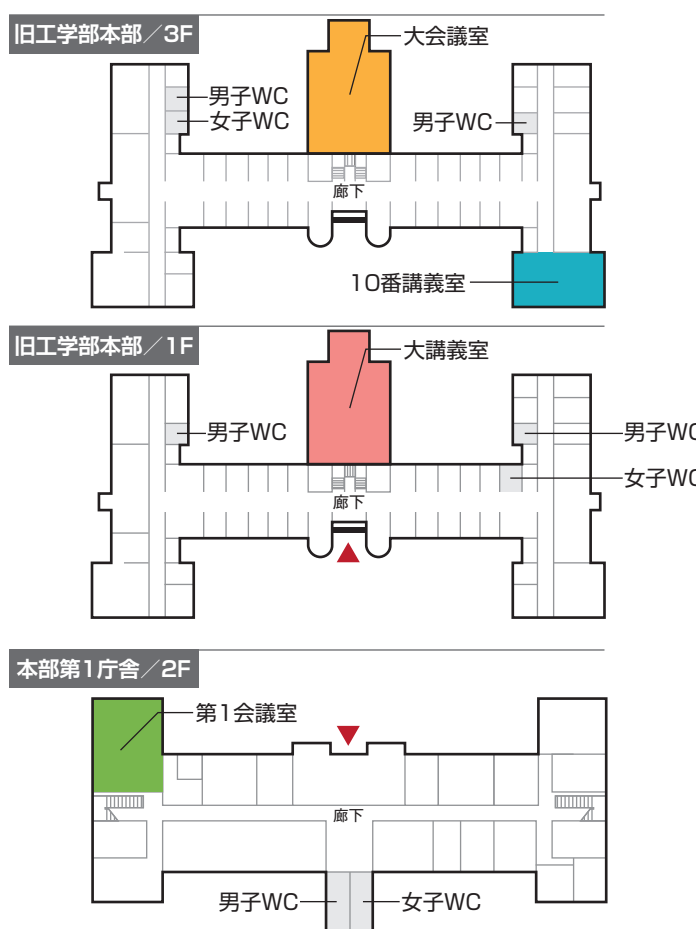 旧工学部本部／3F
大会議室
男子WC
女子WC
男子WC
廊下
10番講義室
旧工学部本部／1F
大講義室
男子WC
男子WC
女子WC
廊下
本部第1庁舎／2F
第1会議室
廊下
男子WC
女子WC